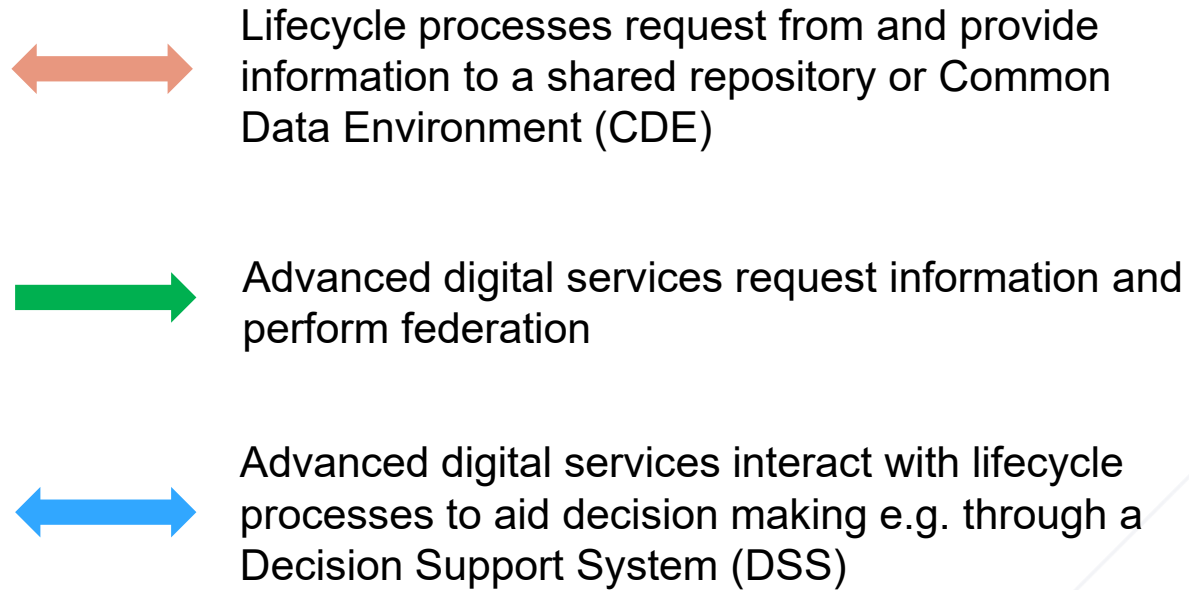 Lifecycle processes request from and provide
information to a shared repository or Common
Data Environment (CDE)
Advanced digital services request information and
perform federation
Advanced digital services interact with lifecycle
processes to aid decision making e.g. through a
Decision Support System (DSS)